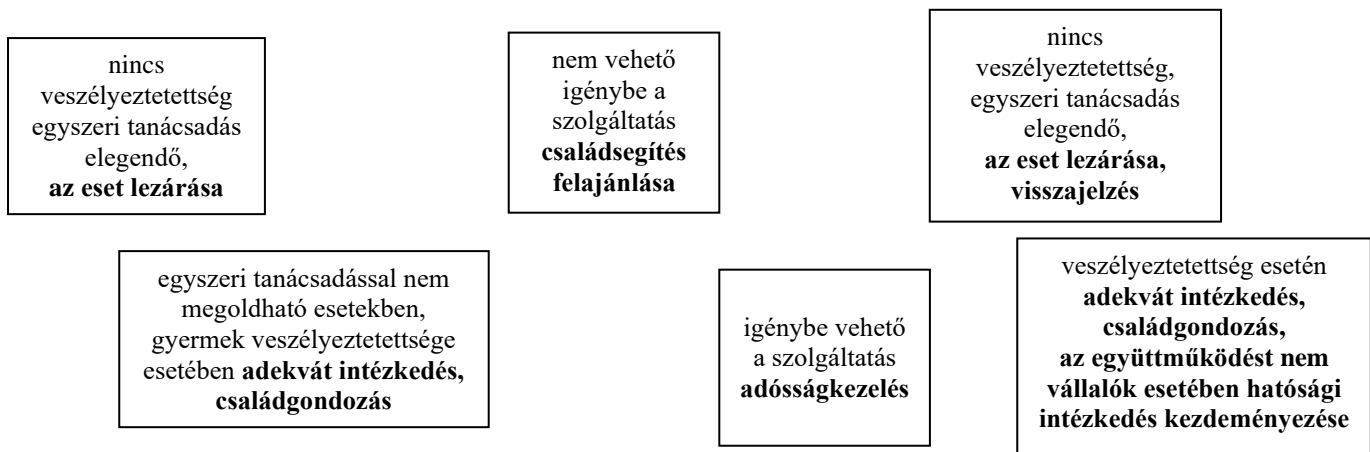 nincs
veszélyeztetettség
egyszeri tanácsadás
elegendő,
az eset lezárása
nem vehető
igénybe a
szolgáltatás
családsegítés
felajánlása
nincs
veszélyeztetettség,
egyszeri tanácsadás
elegendő,
az eset lezárása,
visszajelzés
egyszeri tanácsadással nem
megoldható esetekben,
gyermek veszélyeztetettsége
esetében adekvát intézkedés,
családgondozás
igénybe vehető
a szolgáltatás
adósságkezelés
veszélyeztetettség esetén
adekvát intézkedés,
családgondozás,
az együttműködést nem
vállalók esetében hatósági
intézkedés kezdeményezése